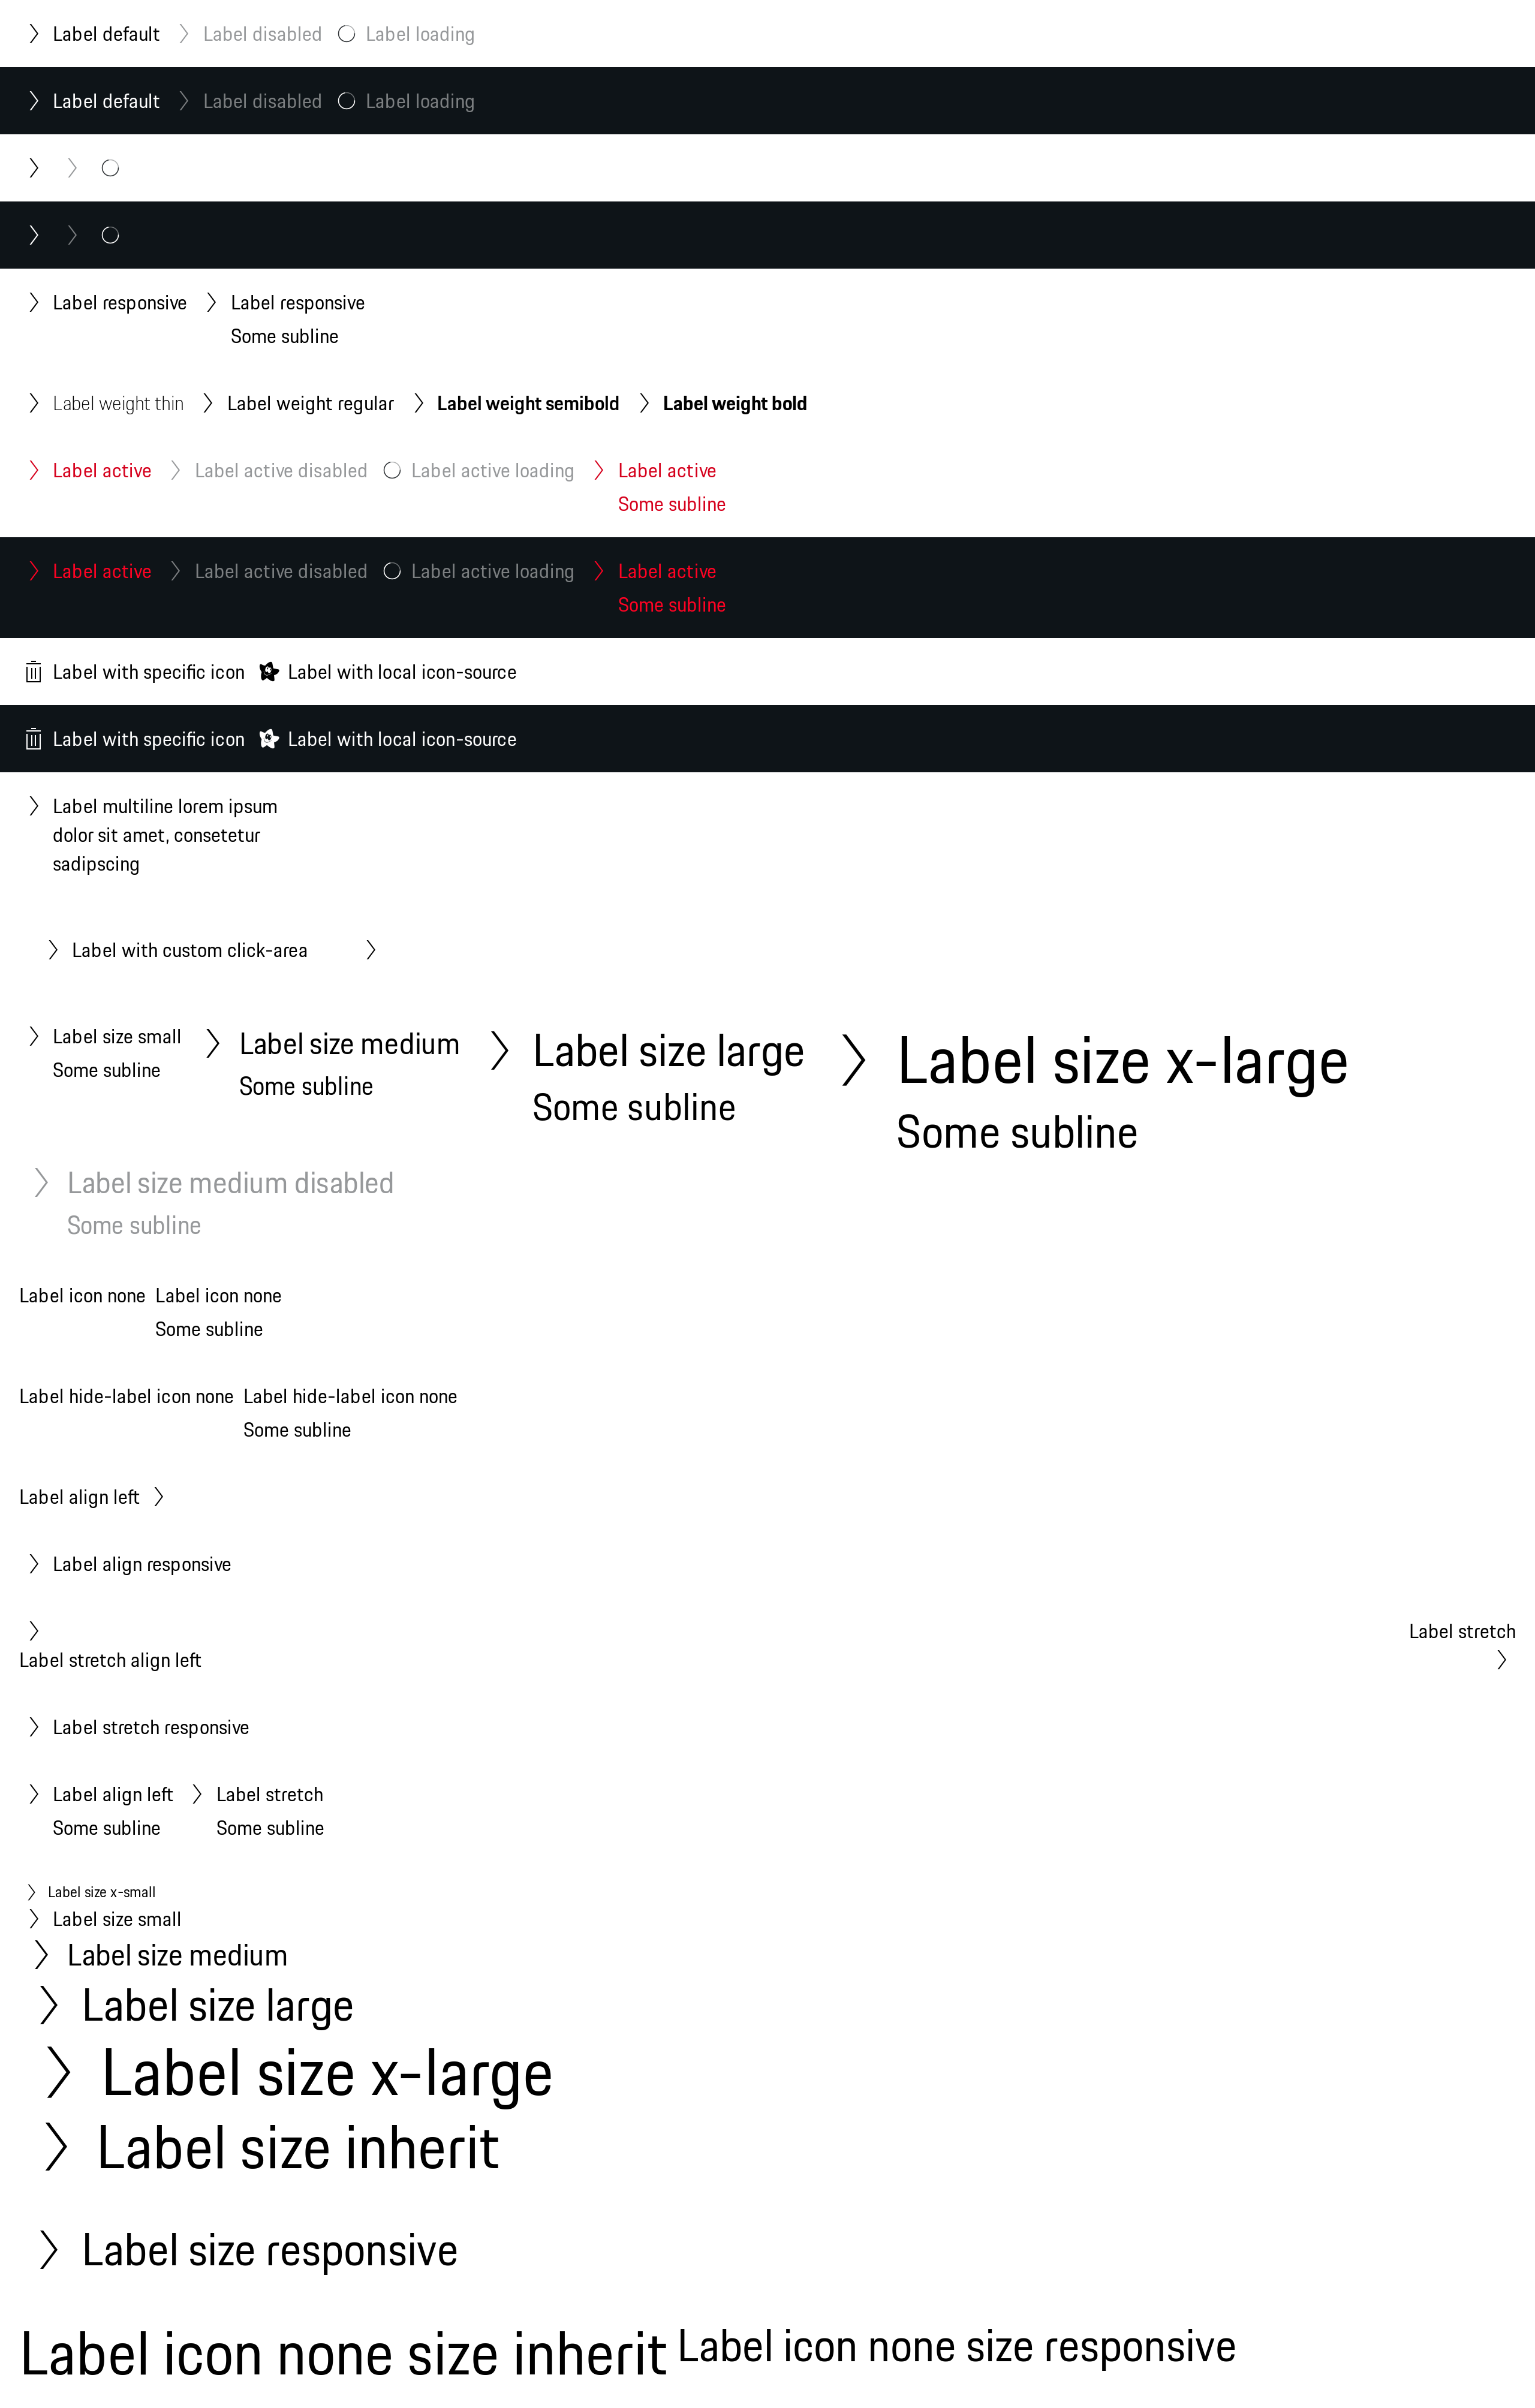 Label default Label disabled Label loading
Label default Label disabled Label loading
Label responsive Label responsive
Some subline
Label weight thin Label weight regular Label weight semibold Label weight bold
Label active Label active disabled Label active loading Label active
Some subline
Label active Label active disabled Label active loading Label active
Some subline
Label with specific icon Label with local icon-source
Label with specific icon Label with local icon-source
Label multiline lorem ipsum
dolor sit amet, consetetur
sadipscing
Label with custom click-area
Label size small Label size medium Label size large Label size x-large
Some subline Some subline Some subline Some subline
Label size medium disabled
Some subline
Label icon none Label icon none
Some subline
Label hide-label icon none Label hide-label icon none
Some subline
Label align left
Label align responsive
Label stretch
Label stretch align left
Label stretch responsive
Label align left Label stretch
Some subline Some subline
Label size x-small
Label size small
Label size medium
Label size large
Label size x-large
Label size inherit
Label size responsive
Label icon none size inherit Label icon none size responsive